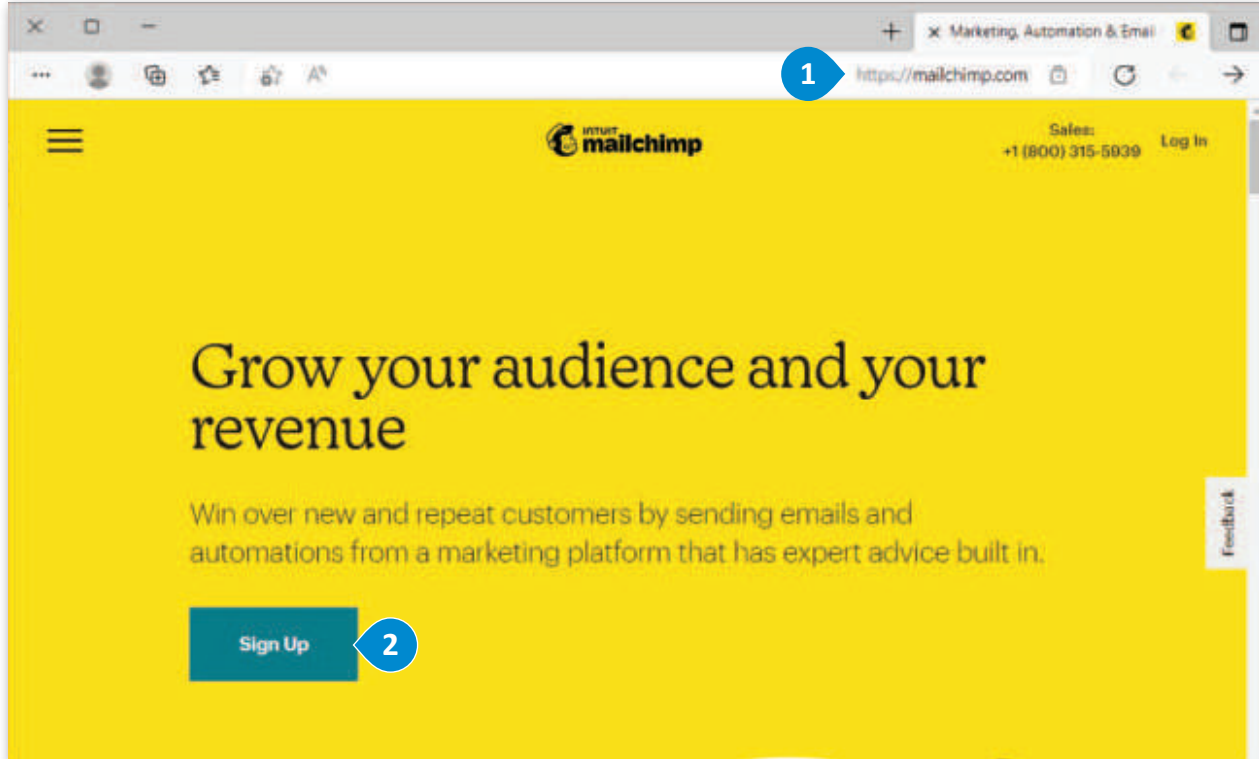 Marketing, Automation & Emai
1
https://mailchimp.com
INTUIT
mailchimp
Sales:
+1 (800) 315-5939
Log In
Grow your audience and your
revenue
Win over new and repeat customers by sending emails and
automations from a marketing platform that has expert advice built in.
Feedback
Sign Up
2